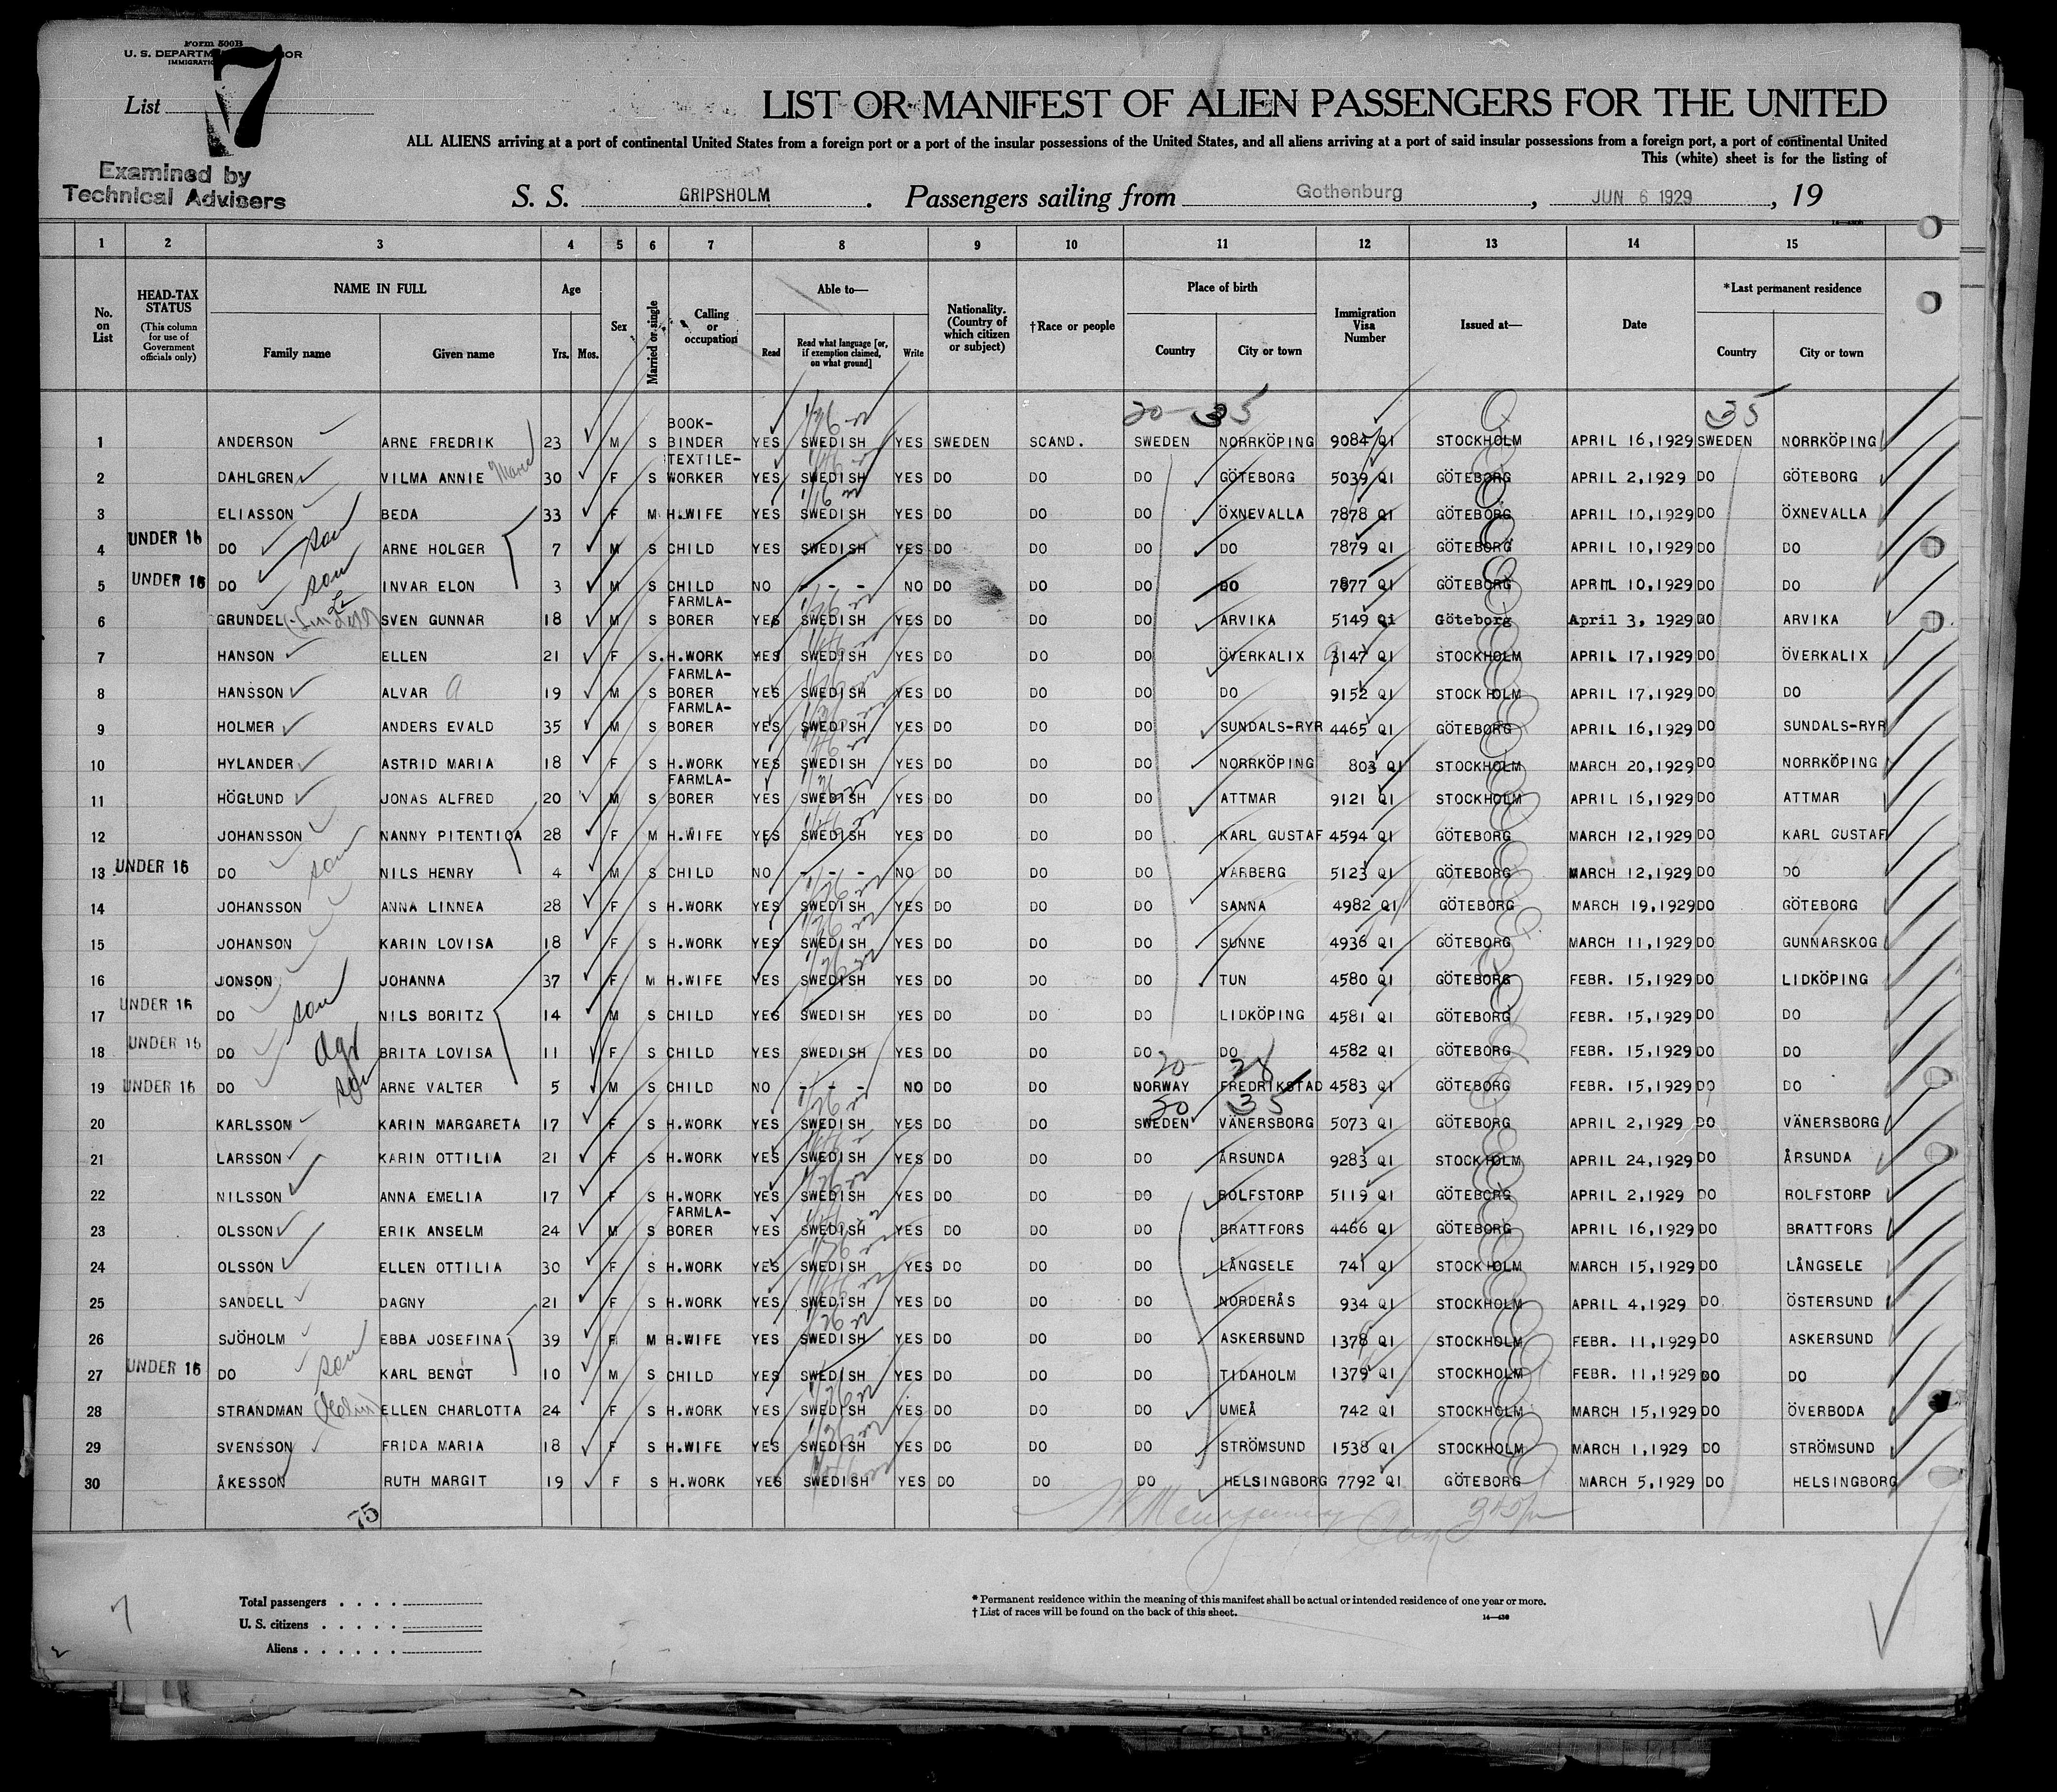 Form 500B
U. S. DEPARTM OR
IMMIGRATI
List 7
LIST OR MANIFEST OF ALIEN PASSENGERS FOR THE UNITED
ALL ALIENS arriving at a port of continental United States from a foreign port or a port of the insular possessions of the United States, and all aliens arriving at a port of said insular possessions from a foreign port, a port of continental United
This (white) sheet is for the listing of
Examined by
Technical Advisers
S. S. GRIPSHOLM . Passengers sailing from Gothenburg , JUN 6 1929 , 19
1 2 3 4 5 6 7 8 9 10 11 12 13 14 15
No. on List
HEAD-TAX STATUS (This column for use of Government officials only)
NAME IN FULL Family name Given name
Age Yrs. Mos.
Sex
Married or single
Calling or occupation
Able to— Read Read what language [or, if exemption claimed, on what ground] Write
Nationality. (Country of which citizen or subject)
†Race or people
Place of birth Country City or town
Immigration Visa Number
Issued at—
Date
*Last permanent residence Country City or town
20-35 35
1 ANDERSON ARNE FREDRIK 23 M S BOOK-BINDER YES SWEDISH YES SWEDEN SCAND. SWEDEN NORRKÖPING 9084 QI STOCKHOLM APRIL 16,1929 SWEDEN NORRKÖPING
2 DAHLGREN VILMA ANNIE Marie 30 F S TEXTILE-WORKER YES SWEDISH YES DO DO DO GÖTEBORG 5039 QI GÖTEBORG APRIL 2,1929 DO GÖTEBORG
3 ELIASSON BEDA 33 F M H.WIFE YES SWEDISH YES DO DO DO ÖXNEVALLA 7878 QI GÖTEBORG APRIL 10,1929 DO ÖXNEVALLA
4 UNDER 16 DO son ARNE HOLGER 7 M S CHILD YES SWEDISH YES DO DO DO DO 7879 QI GÖTEBORG APRIL 10,1929 DO DO
5 UNDER 16 DO son INVAR ELON 3 M S CHILD NO - - - NO DO DO DO DO 7877 QI GÖTEBORG APRIL 10,1929 DO DO
6 GRUNDEL SVEN GUNNAR 18 M S FARMLA-BORER YES SWEDISH YES DO DO DO ARVIKA 5149 Qi Göteborg April 3, 1929 DO ARVIKA
7 HANSON ELLEN 21 F S. H.WORK YES SWEDISH YES DO DO DO ÖVERKALIX 9147 QI STOCKHOLM APRIL 17,1929 DO ÖVERKALIX
8 HANSSON ALVAR 19 M S FARMLA-BORER YES SWEDISH YES DO DO DO DO 9152 QI STOCKHOLM APRIL 17,1929 DO DO
9 HOLMER ANDERS EVALD 35 M S FARMLA-BORER YES SWEDISH YES DO DO DO SUNDALS-RYR 4465 QI GÖTEBORG APRIL 16,1929 DO SUNDALS-RYR
10 HYLANDER ASTRID MARIA 18 F S H.WORK YES SWEDISH YES DO DO DO NORRKÖPING 803 QI STOCKHOLM MARCH 20,1929 DO NORRKÖPING
11 HÖGLUND JONAS ALFRED 20 M S FARMLA-BORER YES SWEDISH YES DO DO DO ATTMAR 9121 QI STOCKHOLM APRIL 16,1929 DO ATTMAR
12 JOHANSSON NANNY PITENTIQA 28 F M H.WIFE YES SWEDISH YES DO DO DO KARL GUSTAF 4594 QI GÖTEBORG MARCH 12,1929 DO KARL GUSTAF
13 UNDER 16 DO son NILS HENRY 4 M S CHILD NO - - - NO DO DO DO VARBERG 5123 QI GÖTEBORG MARCH 12,1929 DO DO
14 JOHANSSON ANNA LINNEA 28 F S H.WORK YES SWEDISH YES DO DO DO SANNA 4982 QI GÖTEBORG MARCH 19,1929 DO GÖTEBORG
15 JOHANSON KARIN LOVISA 18 F S H.WORK YES SWEDISH YES DO DO DO SUNNE 4936 QI GÖTEBORG MARCH 11,1929 DO GUNNARSKOG
16 JONSON JOHANNA 37 F M H.WIFE YES SWEDISH YES DO DO DO TUN 4580 QI GÖTEBORG FEBR. 15,1929 DO LIDKÖPING
17 UNDER 16 DO son NILS BORITZ 14 M S CHILD YES SWEDISH YES DO DO DO LIDKÖPING 4581 QI GÖTEBORG FEBR. 15,1929 DO DO
18 UNDER 16 DO dgr BRITA LOVISA 11 F S CHILD YES SWEDISH YES DO DO DO DO 4582 QI GÖTEBORG FEBR. 15,1929 DO DO
20- 28
19 UNDER 16 DO son ARNE VALTER 5 M S CHILD NO - - - NO DO DO NORWAY FREDRIKSTAD 4583 QI GÖTEBORG FEBR. 15,1929 DO DO
20 35
20 KARLSSON KARIN MARGARETA 17 F S H.WORK YES SWEDISH YES DO DO SWEDEN VÄNERSBORG 5073 QI GÖTEBORG APRIL 2,1929 DO VÄNERSBORG
21 LARSSON KARIN OTTILIA 21 F S H.WORK YES SWEDISH YES DO DO DO ÅRSUNDA 9283 QI STOCKHOLM APRIL 24,1929 DO ÅRSUNDA
22 NILSSON ANNA EMELIA 17 F S H.WORK YES SWEDISH YES DO DO DO ROLFSTORP 5119 QI GÖTEBORG APRIL 2,1929 DO ROLFSTORP
23 OLSSON ERIK ANSELM 24 M S FARMLA-BORER YES SWEDISH YES DO DO DO BRATTFORS 4466 QI GÖTEBORG APRIL 16,1929 DO BRATTFORS
24 OLSSON ELLEN OTTILIA 30 F S H.WORK YES SWEDISH YES DO DO DO LÅNGSELE 741 QI STOCKHOLM MARCH 15,1929 DO LÅNGSELE
25 SANDELL DAGNY 21 F S H.WORK YES SWEDISH YES DO DO DO NORDERÅS 934 QI STOCKHOLM APRIL 4,1929 DO ÖSTERSUND
26 SJÖHOLM EBBA JOSEFINA 39 F M H.WIFE YES SWEDISH YES DO DO DO ASKERSUND 1378 QI STOCKHOLM FEBR. 11,1929 DO ASKERSUND
27 UNDER 16 DO son KARL BENGT 10 M S CHILD YES SWEDISH YES DO DO DO TIDAHOLM 1379 QI STOCKHOLM FEBR. 11,1929 DO DO
28 STRANDMAN ELLEN CHARLOTTA 24 F S H.WORK YES SWEDISH YES DO DO DO UMEÅ 742 QI STOCKHOLM MARCH 15,1929 DO ÖVERBODA
29 SVENSSON FRIDA MARIA 18 F S H.WIFE YES SWEDISH YES DO DO DO STRÖMSUND 1538 QI STOCKHOLM MARCH 1,1929 DO STRÖMSUND
30 ÅKESSON RUTH MARGIT 19 F S H.WORK YES SWEDISH YES DO DO DO HELSINGBORG 7792 QI GÖTEBORG MARCH 5,1929 DO HELSINGBORG
75
Total passengers . . . .
U. S. citizens . . . . .
Aliens . . . . . .
* Permanent residence within the meaning of this manifest shall be actual or intended residence of one year or more.
† List of races will be found on the back of this sheet.
7